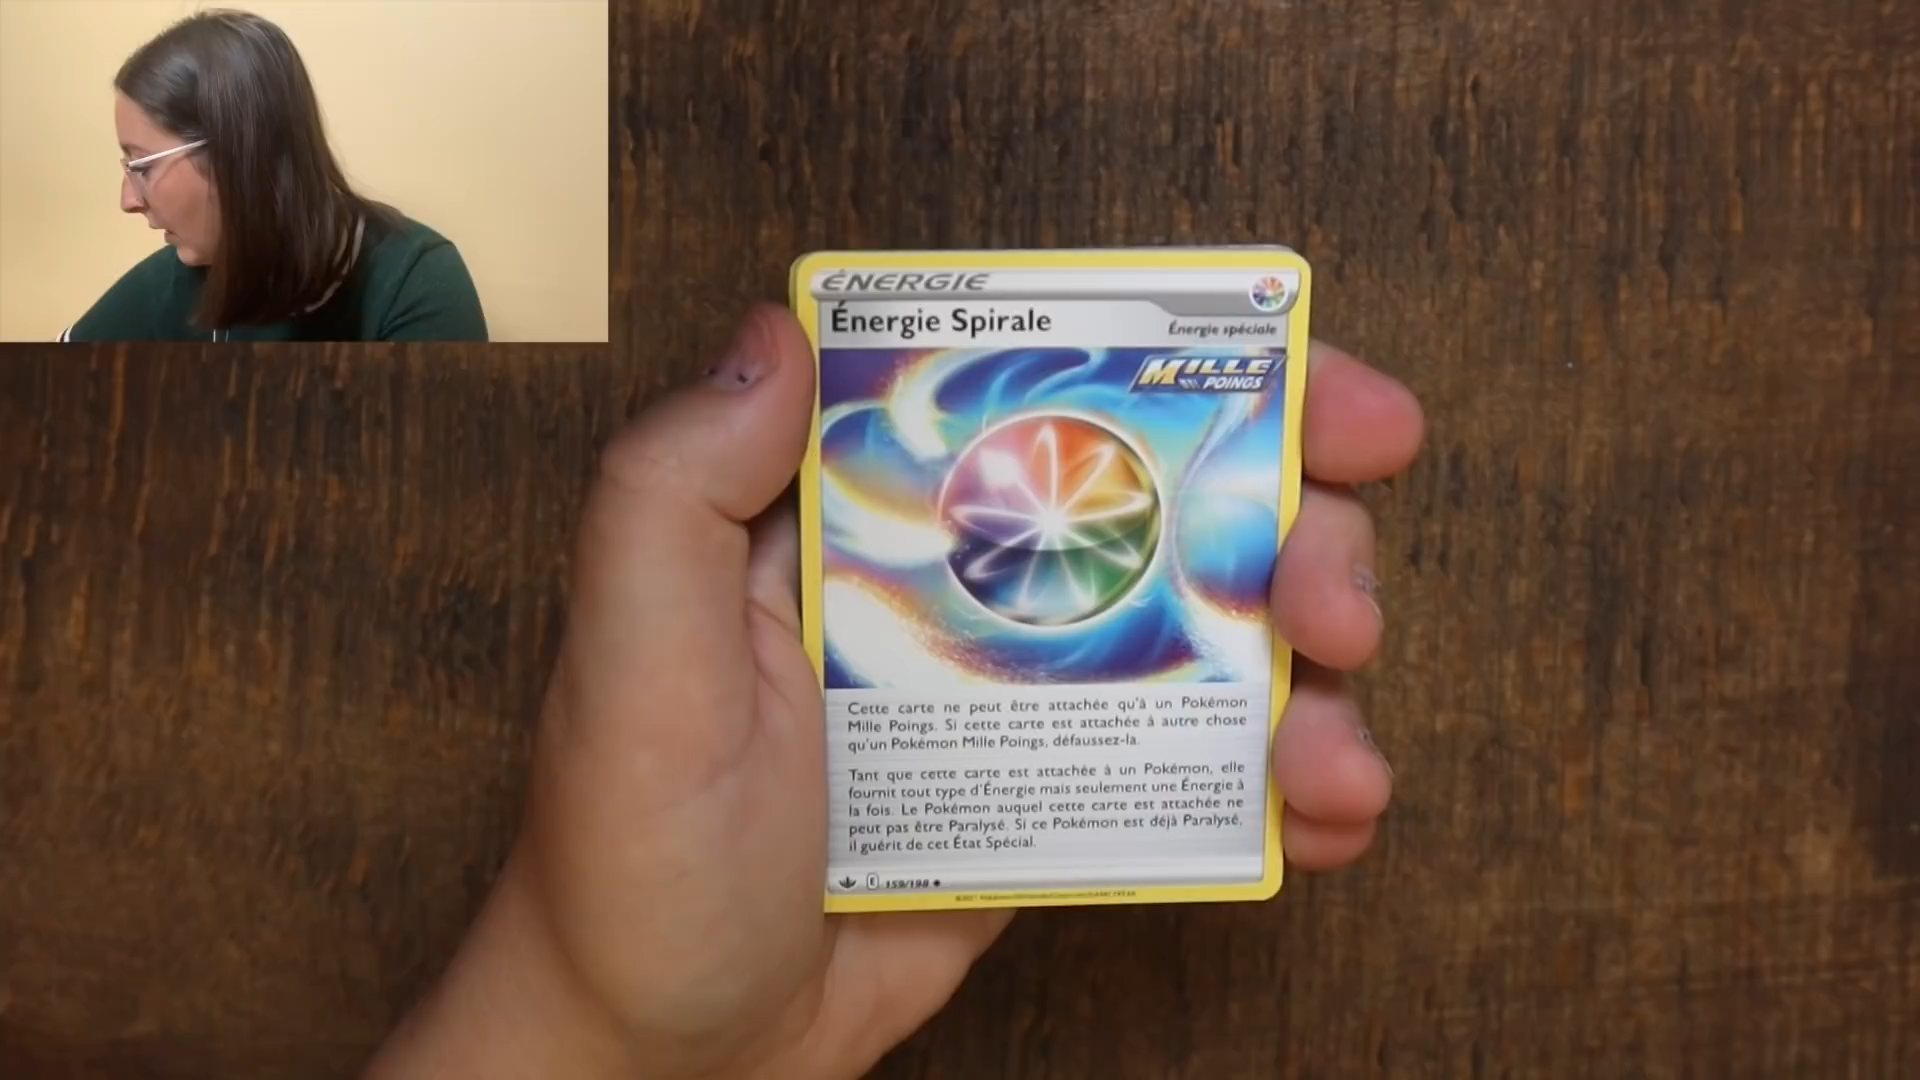 ÉNERGIE
Énergie Spirale
Énergie spéciale
MILLE
POINGS
Cette carte ne peut être attachée qu'à un Pokémon
Mille Poings. Si cette carte est attachée à autre chose
qu'un Pokémon Mille Poings, défaussez-la.
Tant que cette carte est attachée à un Pokémon, elle
fournit tout type d'Énergie mais seulement une Énergie à
la fois. Le Pokémon auquel cette carte est attachée ne
peut pas être Paralysé. Si ce Pokémon est déjà Paralysé,
il guérit de cet État Spécial.
E 159/198